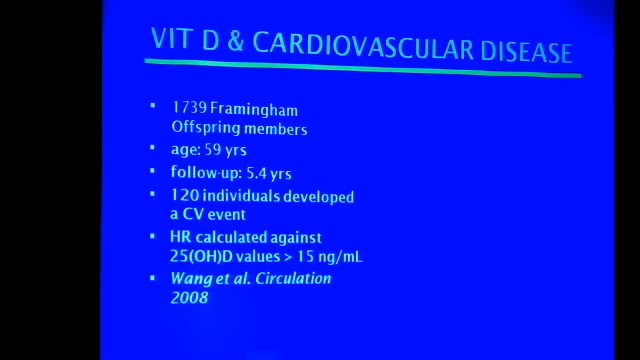 VIT D & CARDIOVASCULAR DISEASE
▪ 1739 Framingham
Offspring members
▪ age: 59 yrs
▪ follow-up: 5.4 yrs
▪ 120 individuals developed
a CV event
▪ HR calculated against
25(OH)D values > 15 ng/mL
▪ Wang et al. Circulation
2008